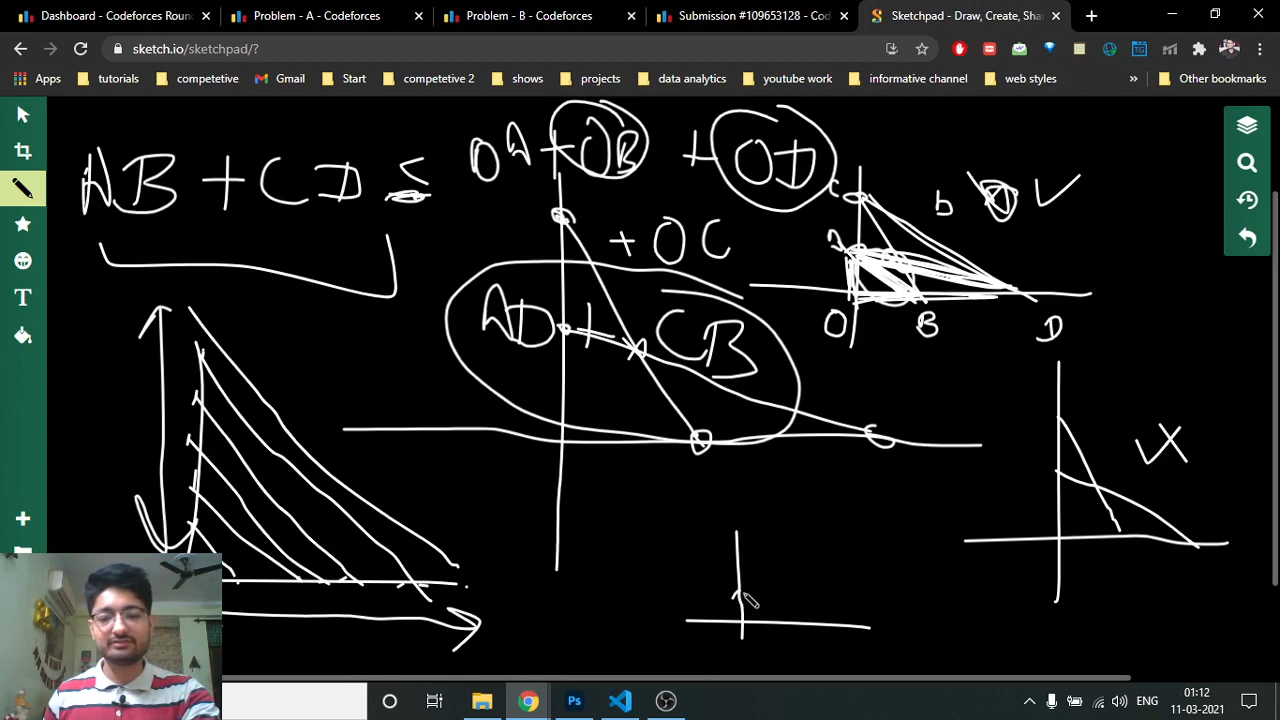 Dashboard - Codeforces Roun
Problem - A - Codeforces
Problem - B - Codeforces
Submission #109653128 - Co
Sketchpad - Draw, Create, Sha
sketch.io/sketchpad/?
Apps
tutorials
competetive
Gmail
Start
competetive 2
shows
projects
data analytics
youtube work
informative channel
web styles
»
Other bookmarks
AB + CD ≤ OA + OB + OD
+ OC
AD + CB
C
b
A
O
B
D
T
Ps
ENG
01:12
11-03-2021